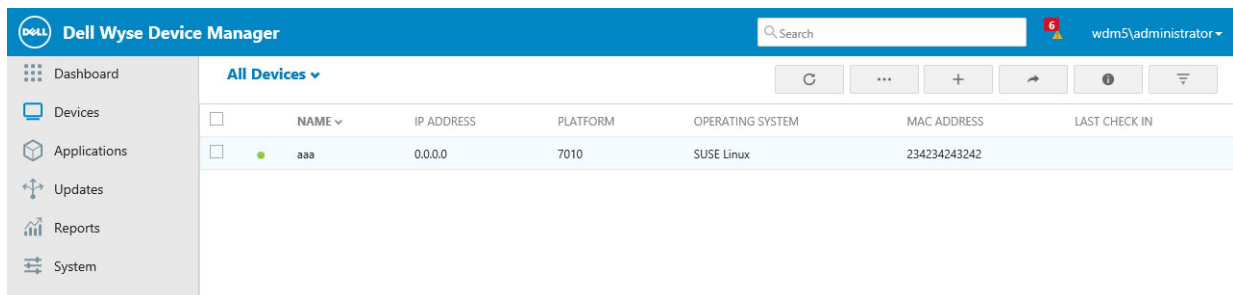 DELL Dell Wyse Device Manager Search 6 wdm5\administrator
Dashboard All Devices
Devices
NAME IP ADDRESS PLATFORM OPERATING SYSTEM MAC ADDRESS LAST CHECK IN
Applications aaa 0.0.0.0 7010 SUSE Linux 234234243242
Updates
Reports
System